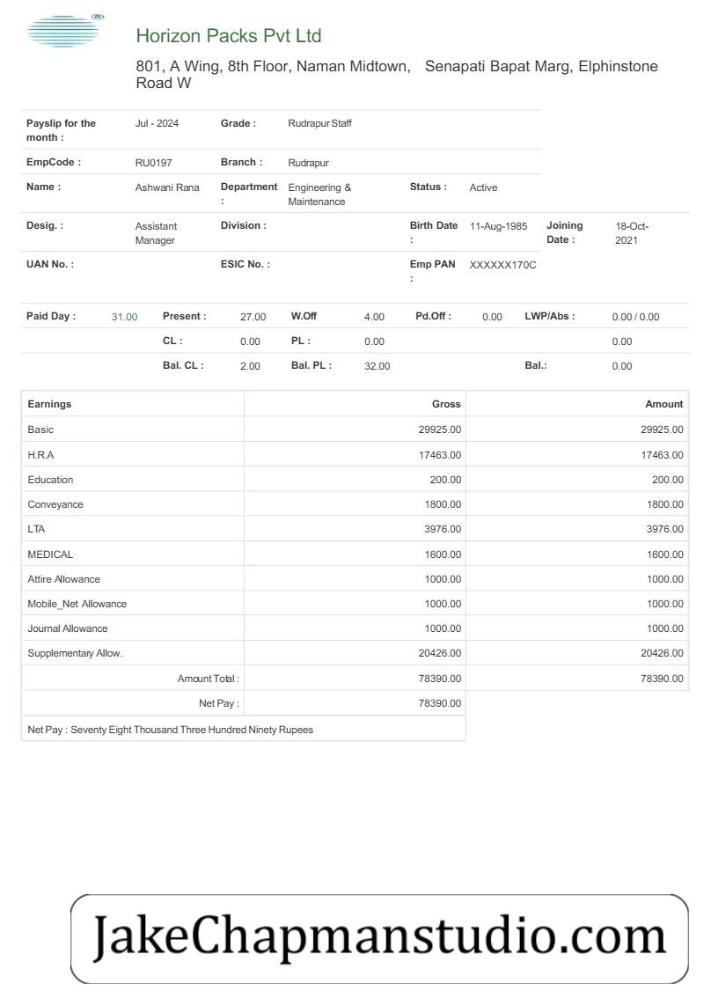 Horizon Packs Pvt Ltd
801, A Wing, 8th Floor, Naman Midtown, Senapati Bapat Marg, Elphinstone
Road W
Payslip for the month : Jul - 2024 Grade : Rudrapur Staff
EmpCode : RU0197 Branch : Rudrapur
Name : Ashwani Rana Department : Engineering & Maintenance Status : Active
Desig. : Assistant Manager Division : Birth Date : 11-Aug-1985 Joining Date : 18-Oct-2021
UAN No. : ESIC No. : Emp PAN : XXXXXX170C
Paid Day : 31.00 Present : 27.00 W.Off 4.00 Pd.Off : 0.00 LWP/Abs : 0.00 / 0.00
CL : 0.00 PL : 0.00 0.00
Bal. CL : 2.00 Bal. PL : 32.00 Bal.: 0.00
Earnings Gross Amount
Basic 29925.00 29925.00
H.R.A 17463.00 17463.00
Education 200.00 200.00
Conveyance 1800.00 1800.00
LTA 3976.00 3976.00
MEDICAL 1600.00 1600.00
Attire Allowance 1000.00 1000.00
Mobile_Net Allowance 1000.00 1000.00
Journal Allowance 1000.00 1000.00
Supplementary Allow. 20426.00 20426.00
Amount Total : 78390.00 78390.00
Net Pay : 78390.00
Net Pay : Seventy Eight Thousand Three Hundred Ninety Rupees
JakeChapmanstudio.com